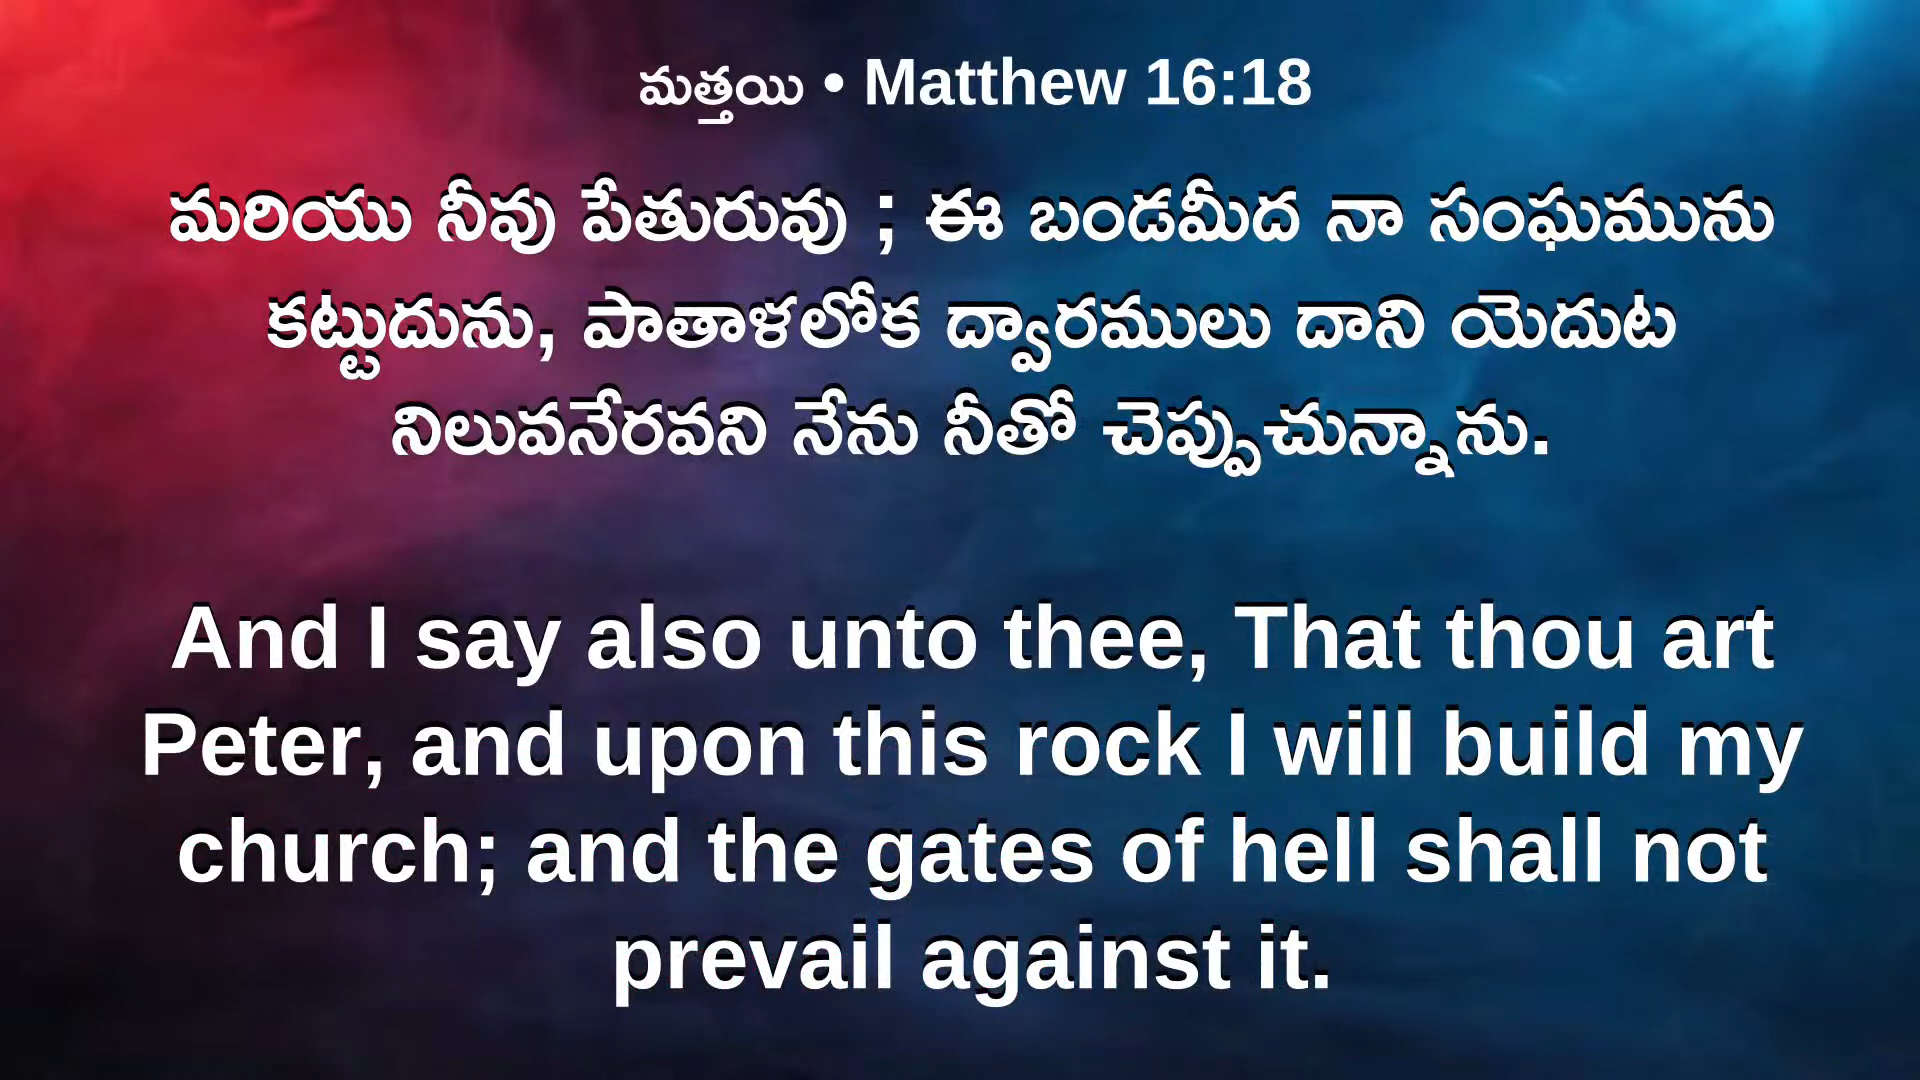 మత్తయి • Matthew 16:18
మరియు నీవు పేతురువు ; ఈ బండమీద నా సంఘమును
కట్టుదును, పాతాళలోక ద్వారములు దాని యెదుట
నిలువనేరవని నేను నీతో చెప్పుచున్నాను.
And I say also unto thee, That thou art
Peter, and upon this rock I will build my
church; and the gates of hell shall not
prevail against it.